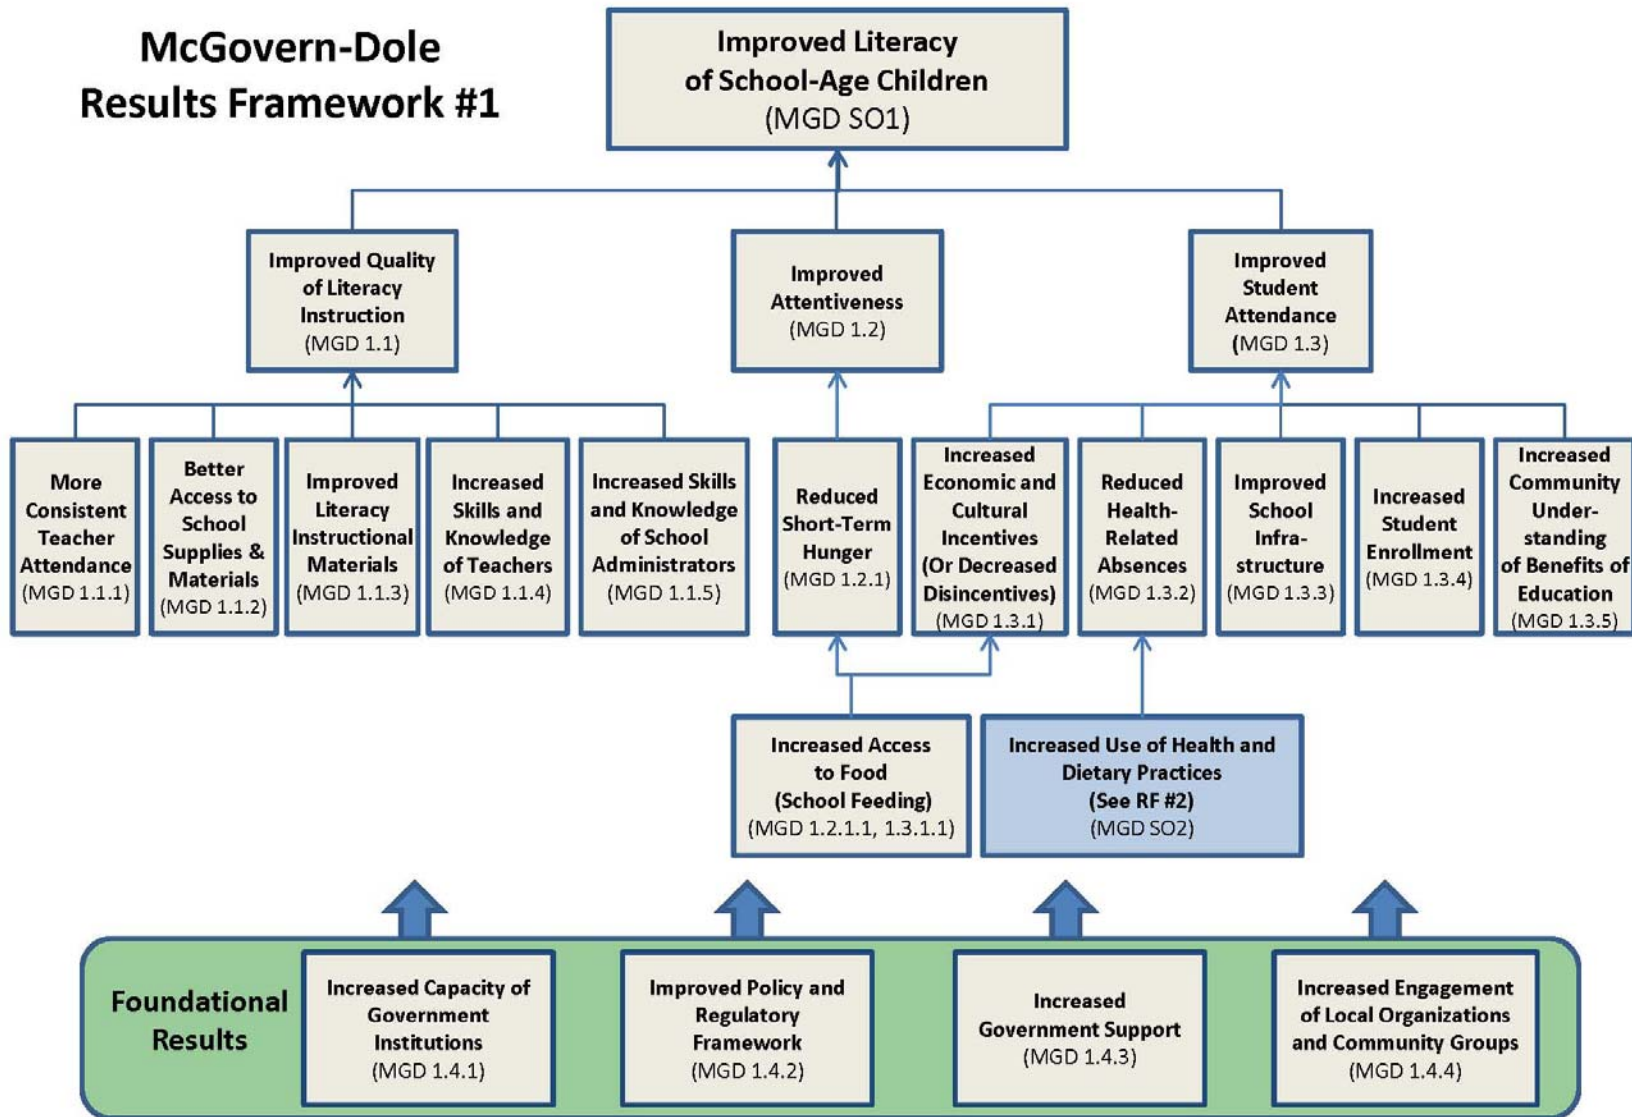 McGovern-Dole
Results Framework #1
Improved Literacy
of School-Age Children
(MGD SO1)
Improved Quality
of Literacy
Instruction
(MGD 1.1)
Improved
Attentiveness
(MGD 1.2)
Improved
Student
Attendance
(MGD 1.3)
More
Consistent
Teacher
Attendance
(MGD 1.1.1)
Better
Access to
School
Supplies &
Materials
(MGD 1.1.2)
Improved
Literacy
Instructional
Materials
(MGD 1.1.3)
Increased
Skills and
Knowledge
of Teachers
(MGD 1.1.4)
Increased Skills
and Knowledge
of School
Administrators
(MGD 1.1.5)
Reduced
Short-Term
Hunger
(MGD 1.2.1)
Increased
Economic and
Cultural
Incentives
(Or Decreased
Disincentives)
(MGD 1.3.1)
Reduced
Health-
Related
Absences
(MGD 1.3.2)
Improved
School
Infra-
structure
(MGD 1.3.3)
Increased
Student
Enrollment
(MGD 1.3.4)
Increased
Community
Under-
standing
of Benefits of
Education
(MGD 1.3.5)
Increased Access
to Food
(School Feeding)
(MGD 1.2.1.1, 1.3.1.1)
Increased Use of Health and
Dietary Practices
(See RF #2)
(MGD SO2)
Foundational
Results
Increased Capacity of
Government
Institutions
(MGD 1.4.1)
Improved Policy and
Regulatory
Framework
(MGD 1.4.2)
Increased
Government Support
(MGD 1.4.3)
Increased Engagement
of Local Organizations
and Community Groups
(MGD 1.4.4)